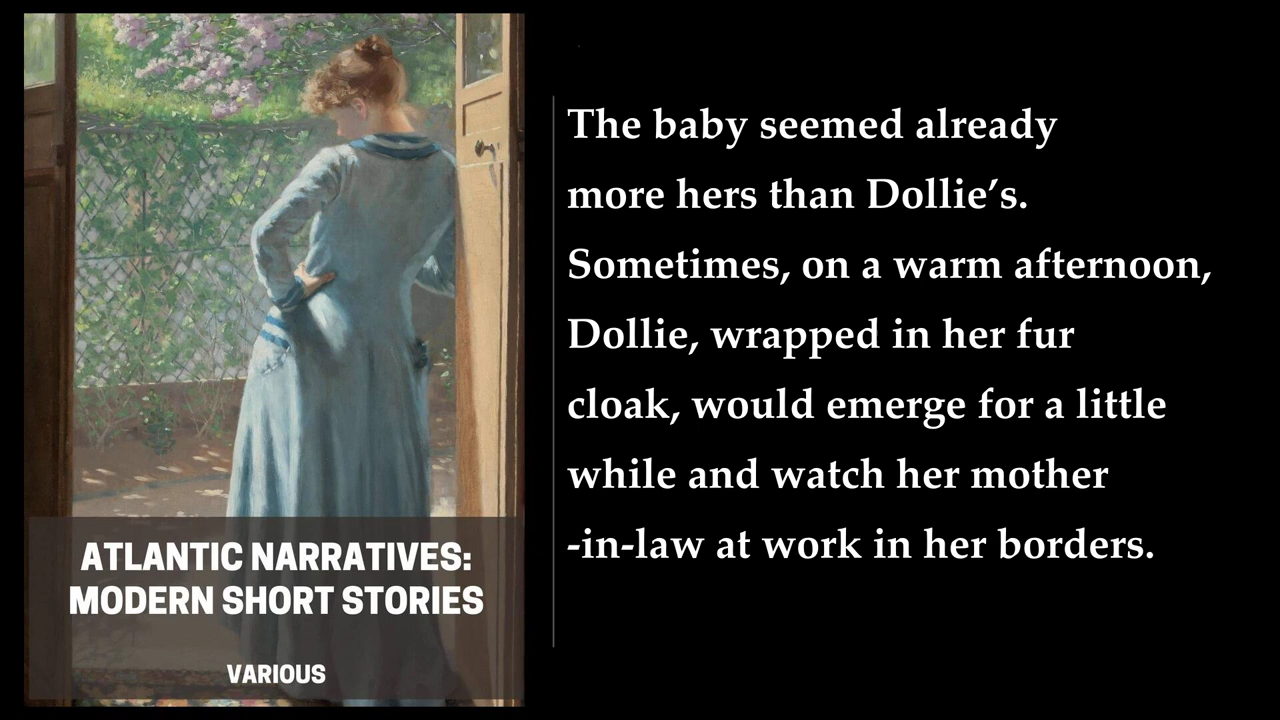 The baby seemed already
more hers than Dollie’s.
Sometimes, on a warm afternoon,
Dollie, wrapped in her fur
cloak, would emerge for a little
while and watch her mother
-in-law at work in her borders.
ATLANTIC NARRATIVES:
MODERN SHORT STORIES
VARIOUS